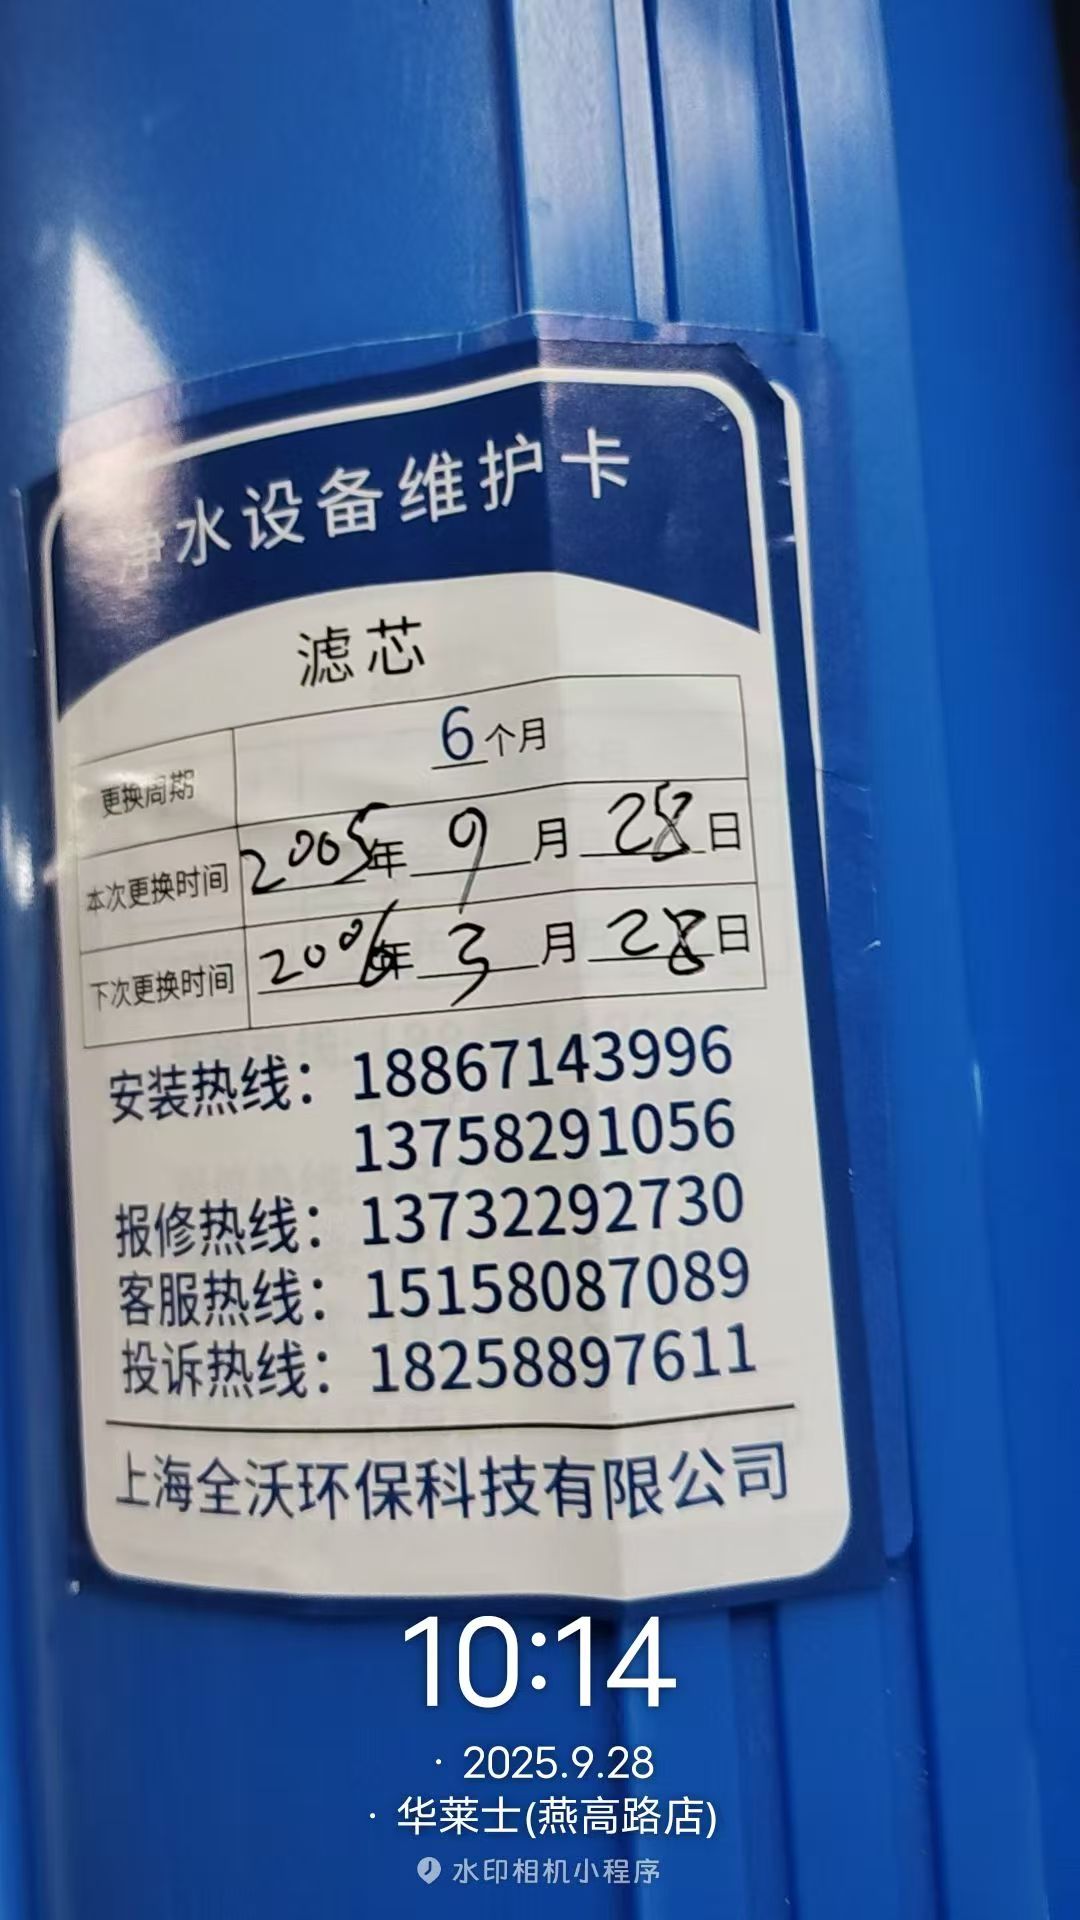 净水设备维护卡
滤芯
更换周期 6个月
本次更换时间 2005年9月28日
下次更换时间 2006年3月28日
安装热线：18867143996
13758291056
报修热线：13732292730
客服热线：15158087089
投诉热线：18258897611
上海全沃环保科技有限公司
10:14
· 2025.9.28
· 华莱士(燕高路店)
水印相机小程序